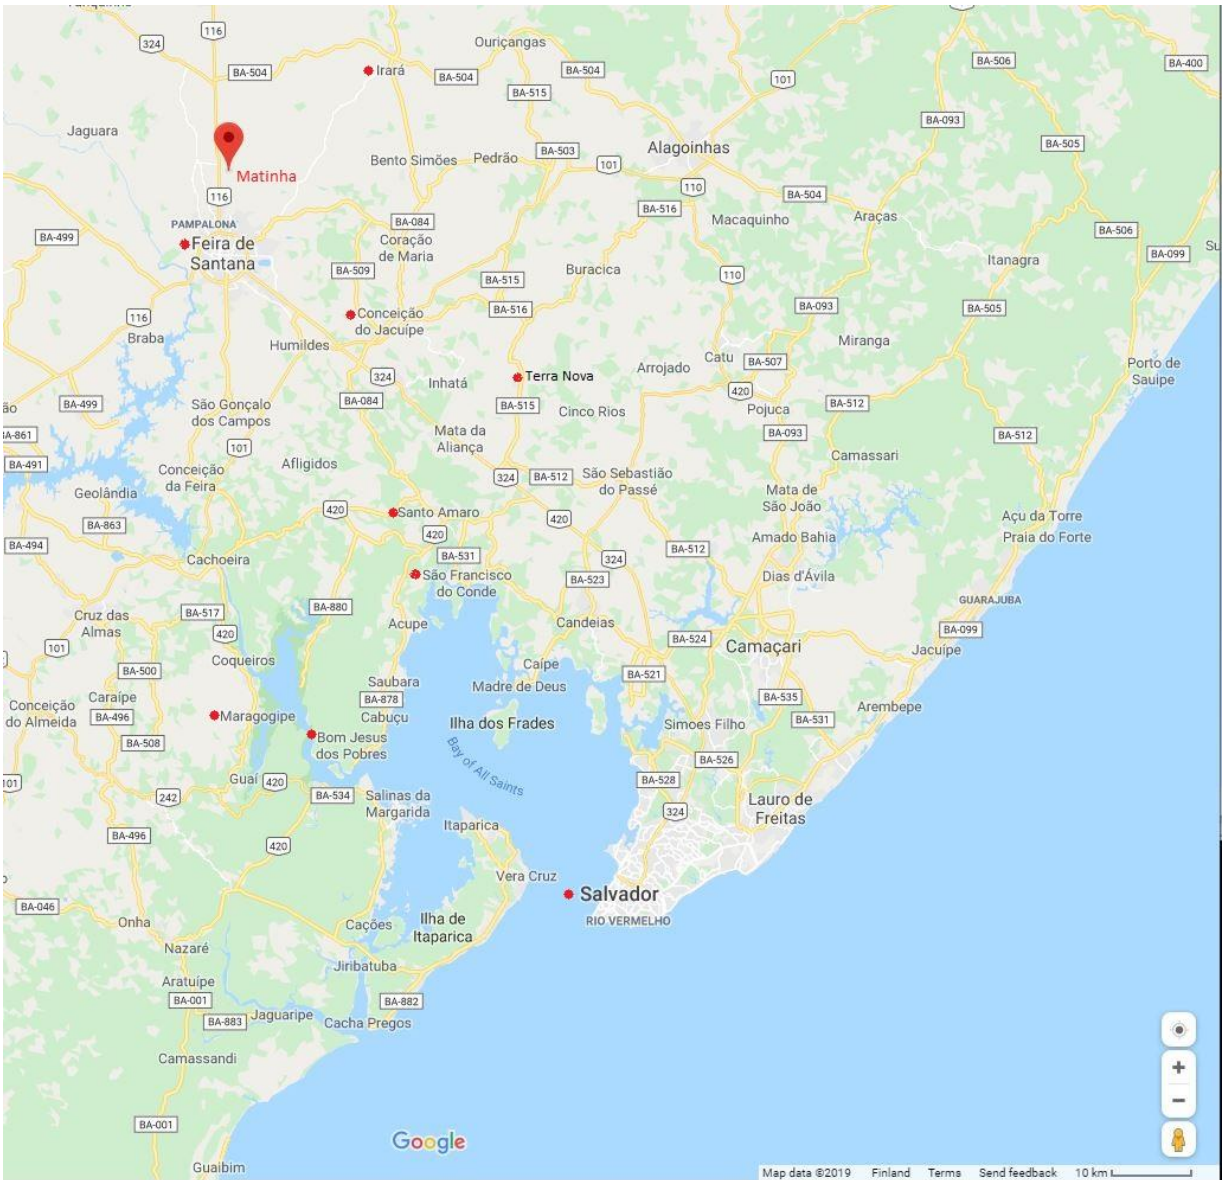 116
324
Ouriçangas
BA-504
Irará
BA-504
BA-504
BA-515
101
BA-506
BA-400
Jaguara
BA-093
BA-505
Matinha
Bento Simões
Pedrão
BA-503
101
Alagoinhas
116
110
BA-504
PAMPALONA
BA-084
BA-516
Macaquinho
Araças
BA-499
Feira de
Santana
Coração
de Maria
BA-506
BA-099
Su
BA-509
BA-515
Buracica
110
Itanagra
116
Conceição
do Jacuípe
BA-516
BA-093
BA-505
Braba
Humildes
Miranga
324
Inhatá
Terra Nova
Arrojado
Catu
BA-507
Porto de
Sauipe
ão
BA-499
São Gonçalo
dos Campos
BA-084
BA-515
Cinco Rios
420
Pojuca
BA-512
BA-861
101
Mata da
Aliança
BA-093
BA-512
BA-491
Conceição
da Feira
Afligidos
324
BA-512
São Sebastião
do Passé
Camassari
Geolândia
Mata de
São João
BA-863
420
Santo Amaro
420
Açu da Torre
Praia do Forte
BA-494
420
Amado Bahia
Cachoeira
BA-531
324
BA-512
São Francisco
do Conde
BA-523
Dias d'Ávila
GUARAJUBA
Cruz das
Almas
BA-517
BA-880
Acupe
Candeias
420
BA-524
BA-099
101
Coqueiros
Camaçari
Jacuípe
BA-500
Caípe
BA-521
Saubara
Madre de Deus
Caraípe
BA-878
BA-535
Conceição
do Almeida
BA-496
Maragogipe
Cabuçu
Ilha dos Frades
Simoes Filho
BA-531
Arembepe
BA-508
Bom Jesus
dos Pobres
Bay of All Saints
BA-526
101
Guaí
420
BA-528
242
BA-534
Salinas da
Margarida
Lauro de
Freitas
324
BA-496
Itaparica
420
Vera Cruz
Salvador
BA-046
RIO VERMELHO
Onha
Cações
Ilha de
Itaparica
Nazaré
Jiribatuba
Aratuípe
BA-001
BA-882
BA-883
Jaguaripe
Cacha Pregos
Camassandi
BA-001
Google
Guaibim
Map data ©2019 Finland Terms Send feedback 10 km